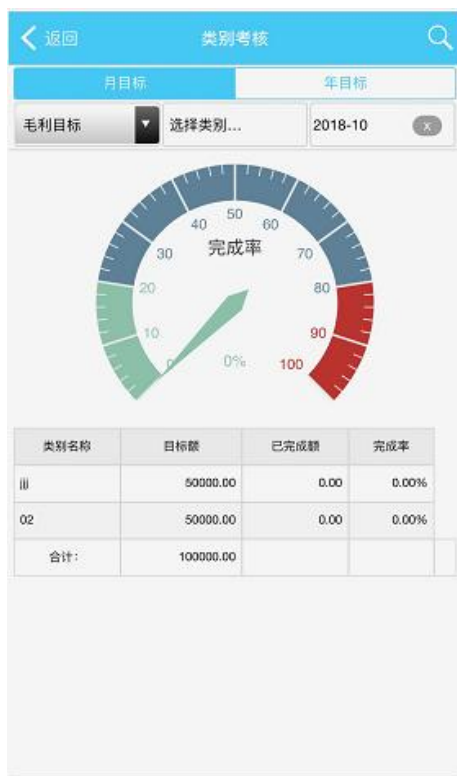 返回 类别考核
月目标 年目标
毛利目标 选择类别... 2018-10 x
50
40 60
完成率
30 70
20 80
10 90
0 0% 100
类别名称 目标额 已完成额 完成率
jjj 50000.00 0.00 0.00%
02 50000.00 0.00 0.00%
合计: 100000.00